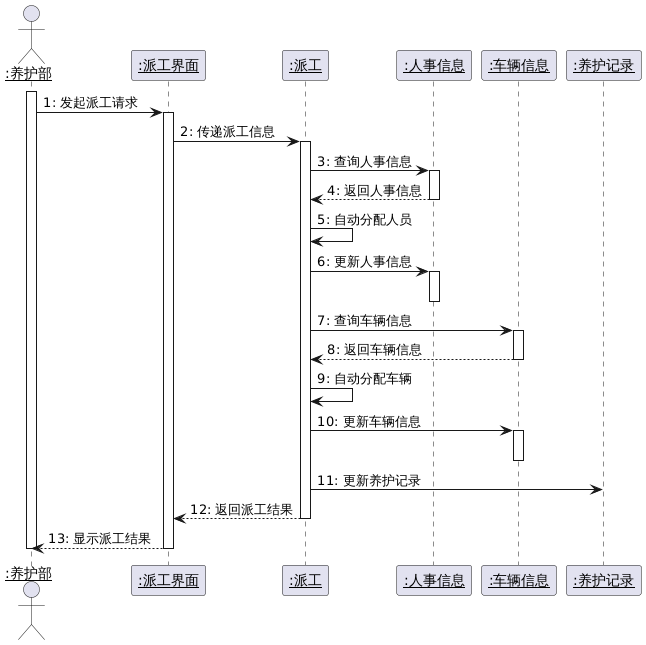 :养护部
:派工界面
:派工
:人事信息
:车辆信息
:养护记录
1: 发起派工请求
2: 传递派工信息
3: 查询人事信息
4: 返回人事信息
5: 自动分配人员
6: 更新人事信息
7: 查询车辆信息
8: 返回车辆信息
9: 自动分配车辆
10: 更新车辆信息
11: 更新养护记录
12: 返回派工结果
13: 显示派工结果
:养护部
:派工界面
:派工
:人事信息
:车辆信息
:养护记录